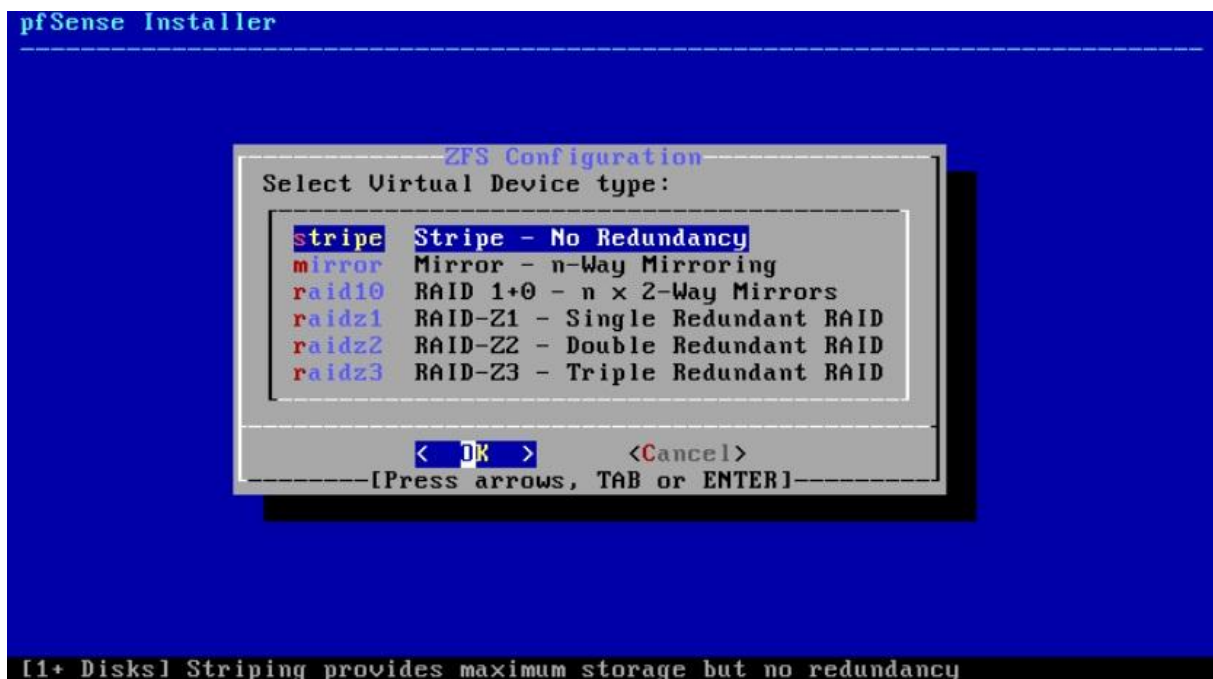 pfSense Installer
ZFS Configuration
Select Virtual Device type:
stripe Stripe - No Redundancy
mirror Mirror - n-Way Mirroring
raid10 RAID 1+0 - n x 2-Way Mirrors
raidz1 RAID-Z1 - Single Redundant RAID
raidz2 RAID-Z2 - Double Redundant RAID
raidz3 RAID-Z3 - Triple Redundant RAID
< OK > <Cancel>
[Press arrows, TAB or ENTER]
[1+ Disks] Striping provides maximum storage but no redundancy